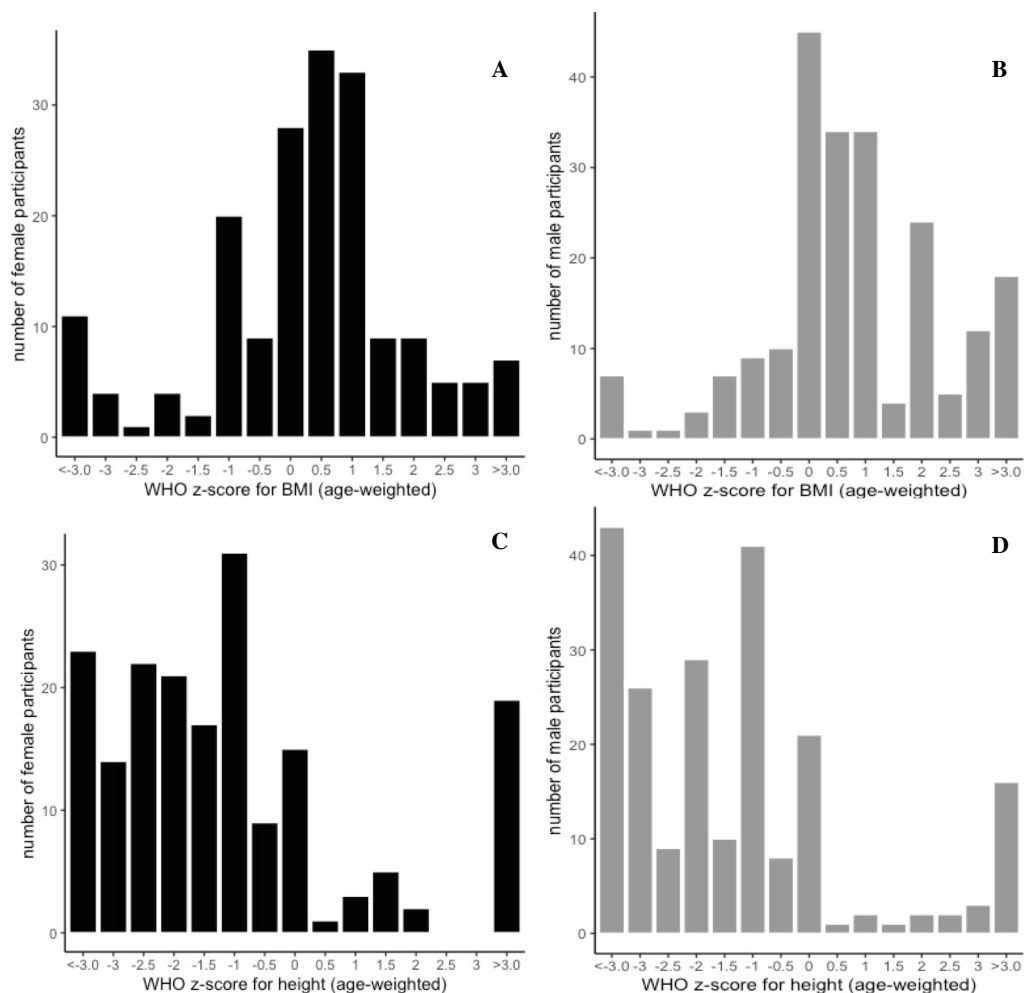 A
number of female participants
30
20
10
0
<-3.0 -3 -2.5 -2 -1.5 -1 -0.5 0 0.5 1 1.5 2 2.5 3 >3.0
WHO z-score for BMI (age-weighted)
B
number of male participants
40
30
20
10
0
<-3.0 -3 -2.5 -2 -1.5 -1 -0.5 0 0.5 1 1.5 2 2.5 3 >3.0
WHO z-score for BMI (age-weighted)
C
number of female participants
30
20
10
0
<-3.0 -3 -2.5 -2 -1.5 -1 -0.5 0 0.5 1 1.5 2 2.5 3 >3.0
WHO z-score for height (age-weighted)
D
number of male participants
40
30
20
10
0
<-3.0 -3 -2.5 -2 -1.5 -1 -0.5 0 0.5 1 1.5 2 2.5 3 >3.0
WHO z-score for height (age-weighted)